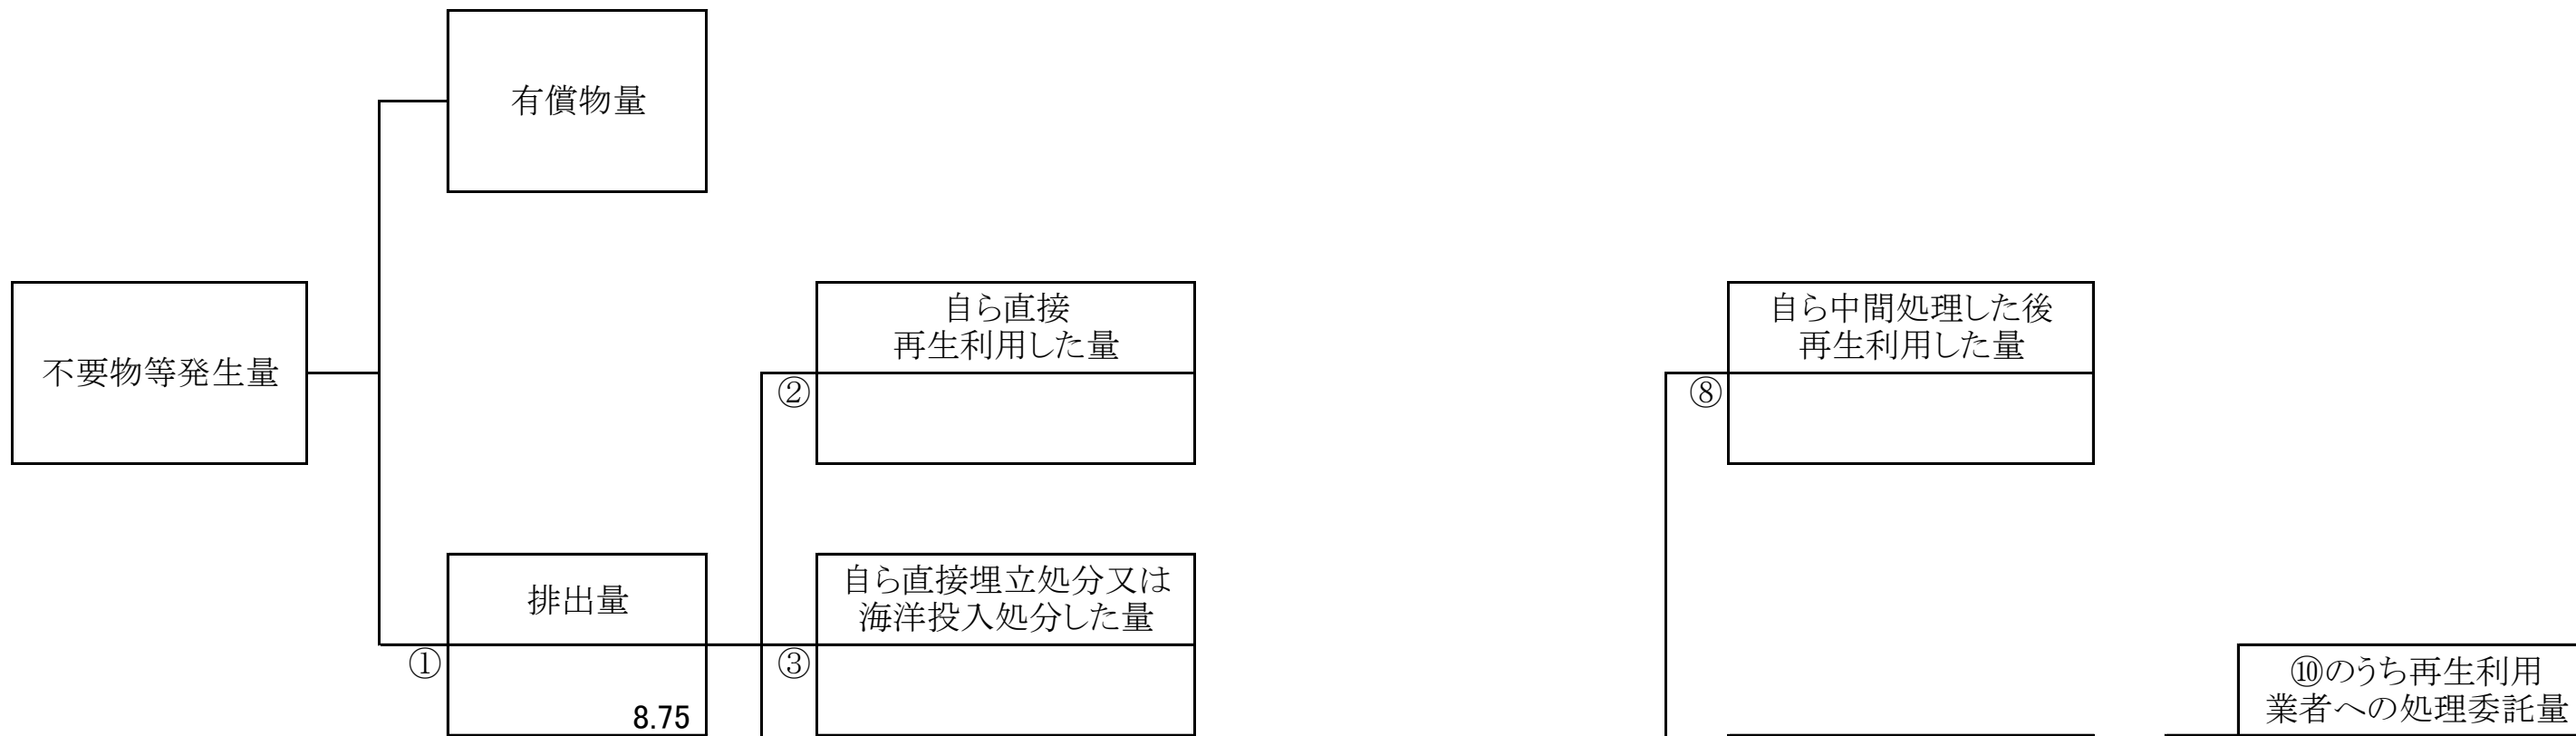 有償物量
自ら直接
再生利用した量
自ら中間処理した後
再生利用した量
不要物等発生量
②
⑧
排出量
自ら直接埋立処分又は
海洋投入処分した量
①
③
8.75
⑩のうち再生利用
業者への処理委託量